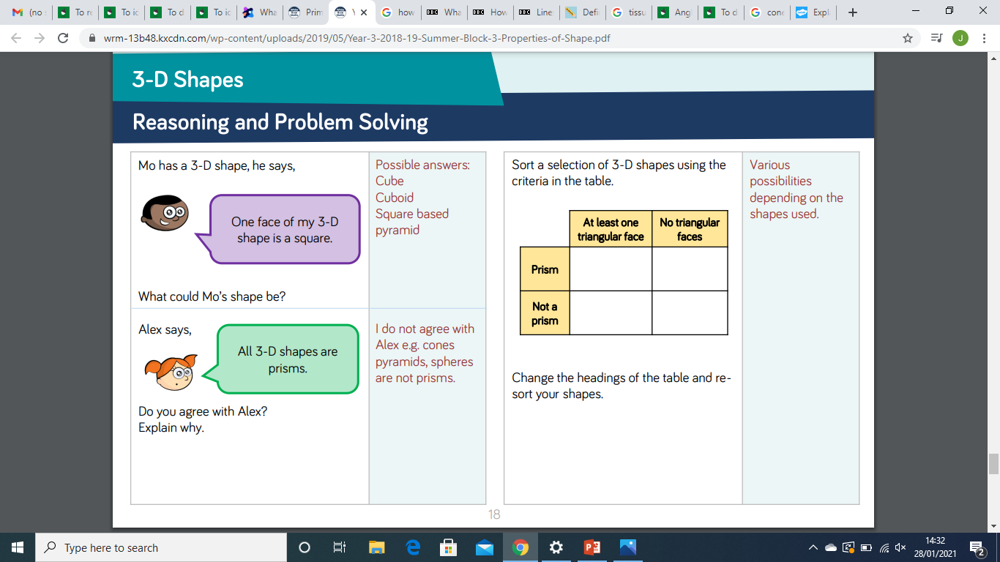 (no s
To re
To ic
To d
To ic
Wha
Prim
Y
how
Wha
How
Line
Defi
tissu
Angl
To d
cone
Expl
wrm-13b48.kxcdn.com/wp-content/uploads/2019/05/Year-3-2018-19-Summer-Block-3-Properties-of-Shape.pdf
J
3-D Shapes
Reasoning and Problem Solving
Mo has a 3-D shape, he says,
One face of my 3-D
shape is a square.
What could Mo's shape be?
Possible answers:
Cube
Cuboid
Square based
pyramid
Alex says,
All 3-D shapes are
prisms.
Do you agree with Alex?
Explain why.
I do not agree with
Alex e.g. cones
pyramids, spheres
are not prisms.
Sort a selection of 3-D shapes using the
criteria in the table.
At least one
triangular face
No triangular
faces
Prism
Not a
prism
Change the headings of the table and re-
sort your shapes.
Various
possibilities
depending on the
shapes used.
18
Type here to search
14:32
28/01/2021
2